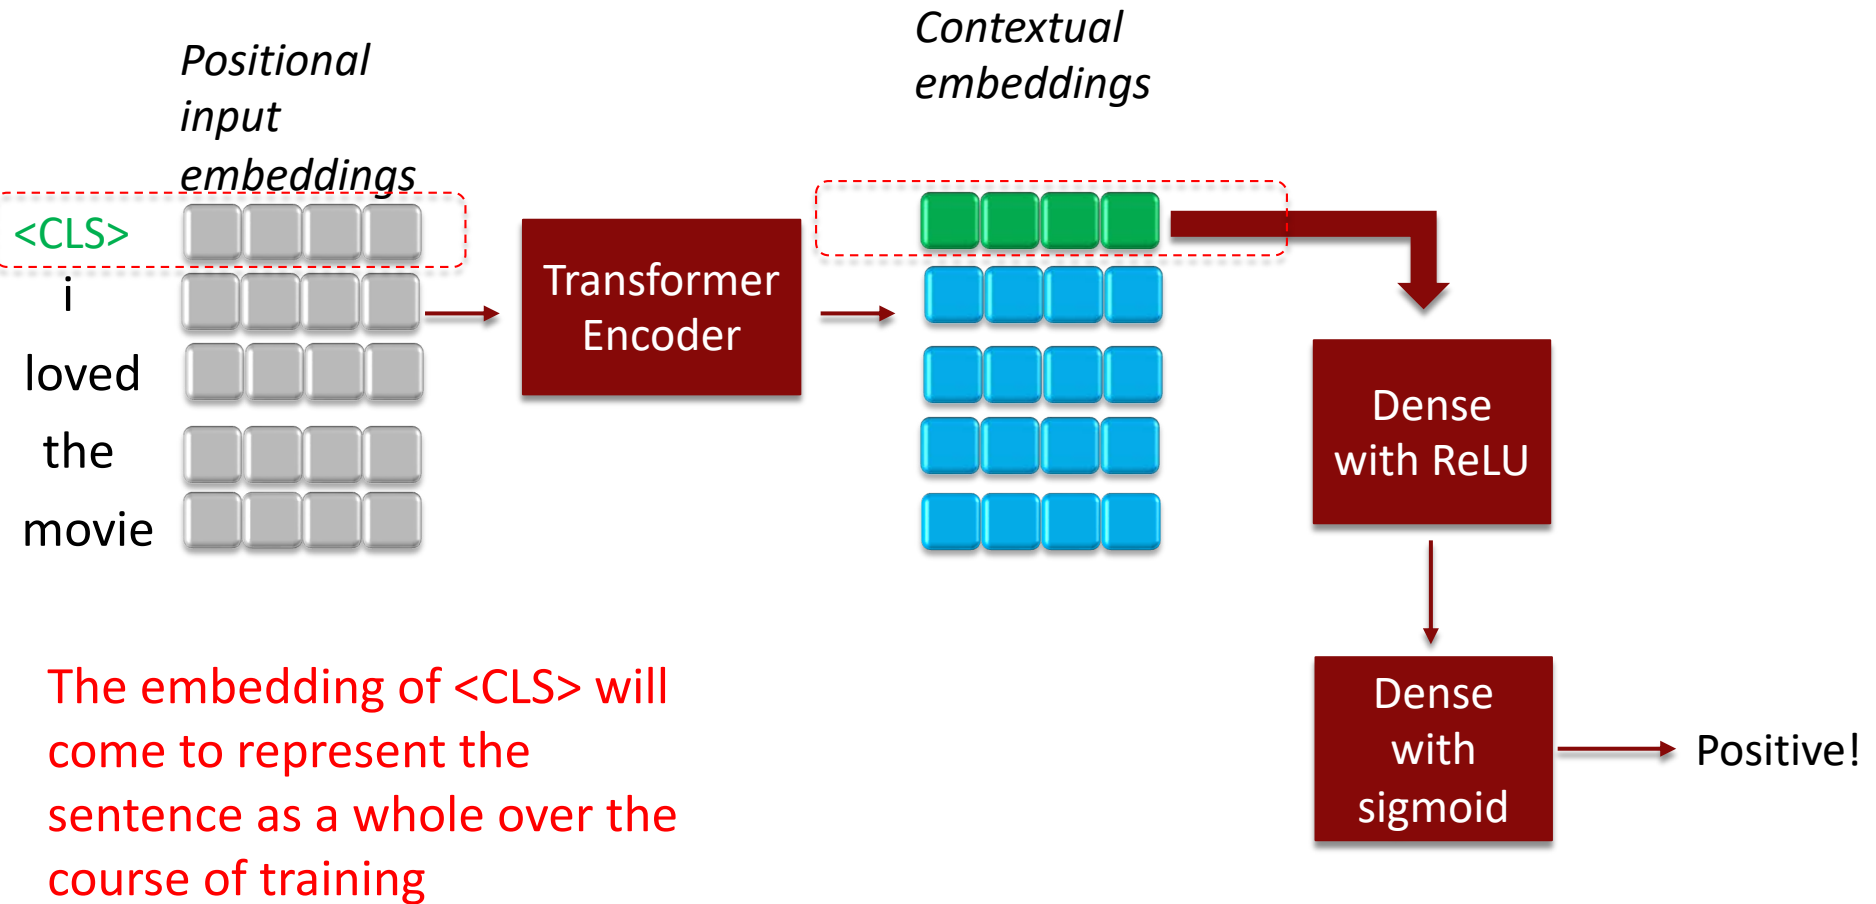 Positional
input
embeddings
Contextual
embeddings
<CLS>
i
loved
the
movie
Transformer
Encoder
Dense
with ReLU
Dense
with
sigmoid
Positive!
The embedding of <CLS> will
come to represent the
sentence as a whole over the
course of training